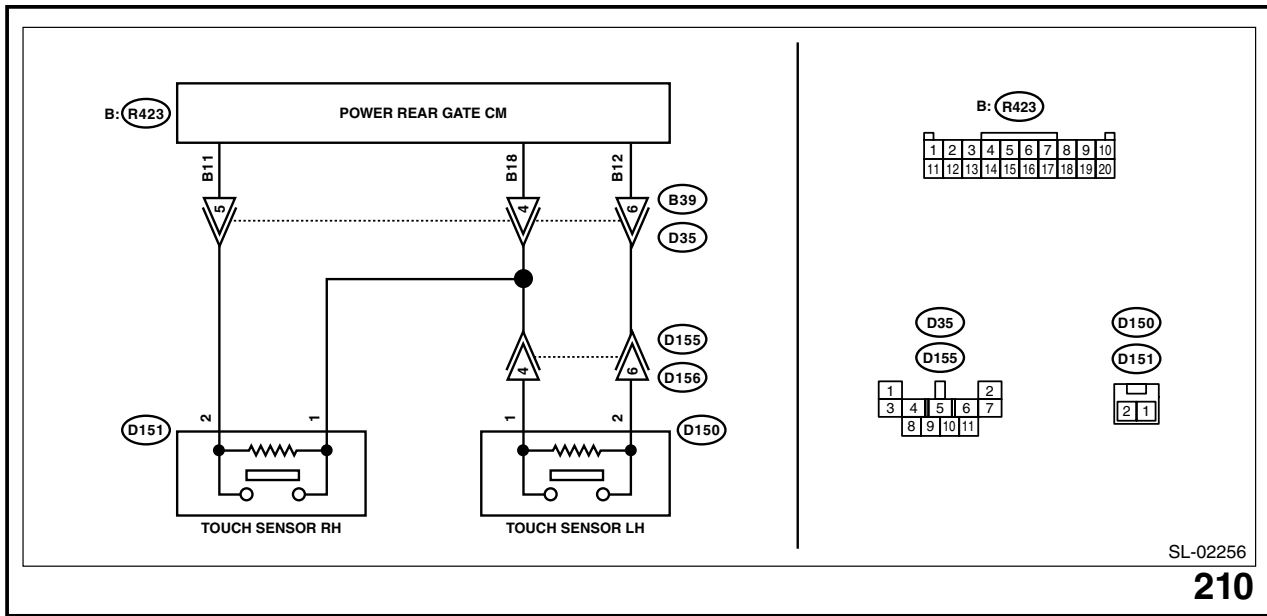 B: R423
POWER REAR GATE CM
B11
B18
B12
5
4
6
B39
D35
4
6
D155
D156
2
1
1
2
D151
D150
TOUCH SENSOR RH
TOUCH SENSOR LH
B: R423
1 2 3 4 5 6 7 8 9 10
11 12 13 14 15 16 17 18 19 20
D35
D155
1 2
3 4 5 6 7
8 9 10 11
D150
D151
2 1
SL-02256
210